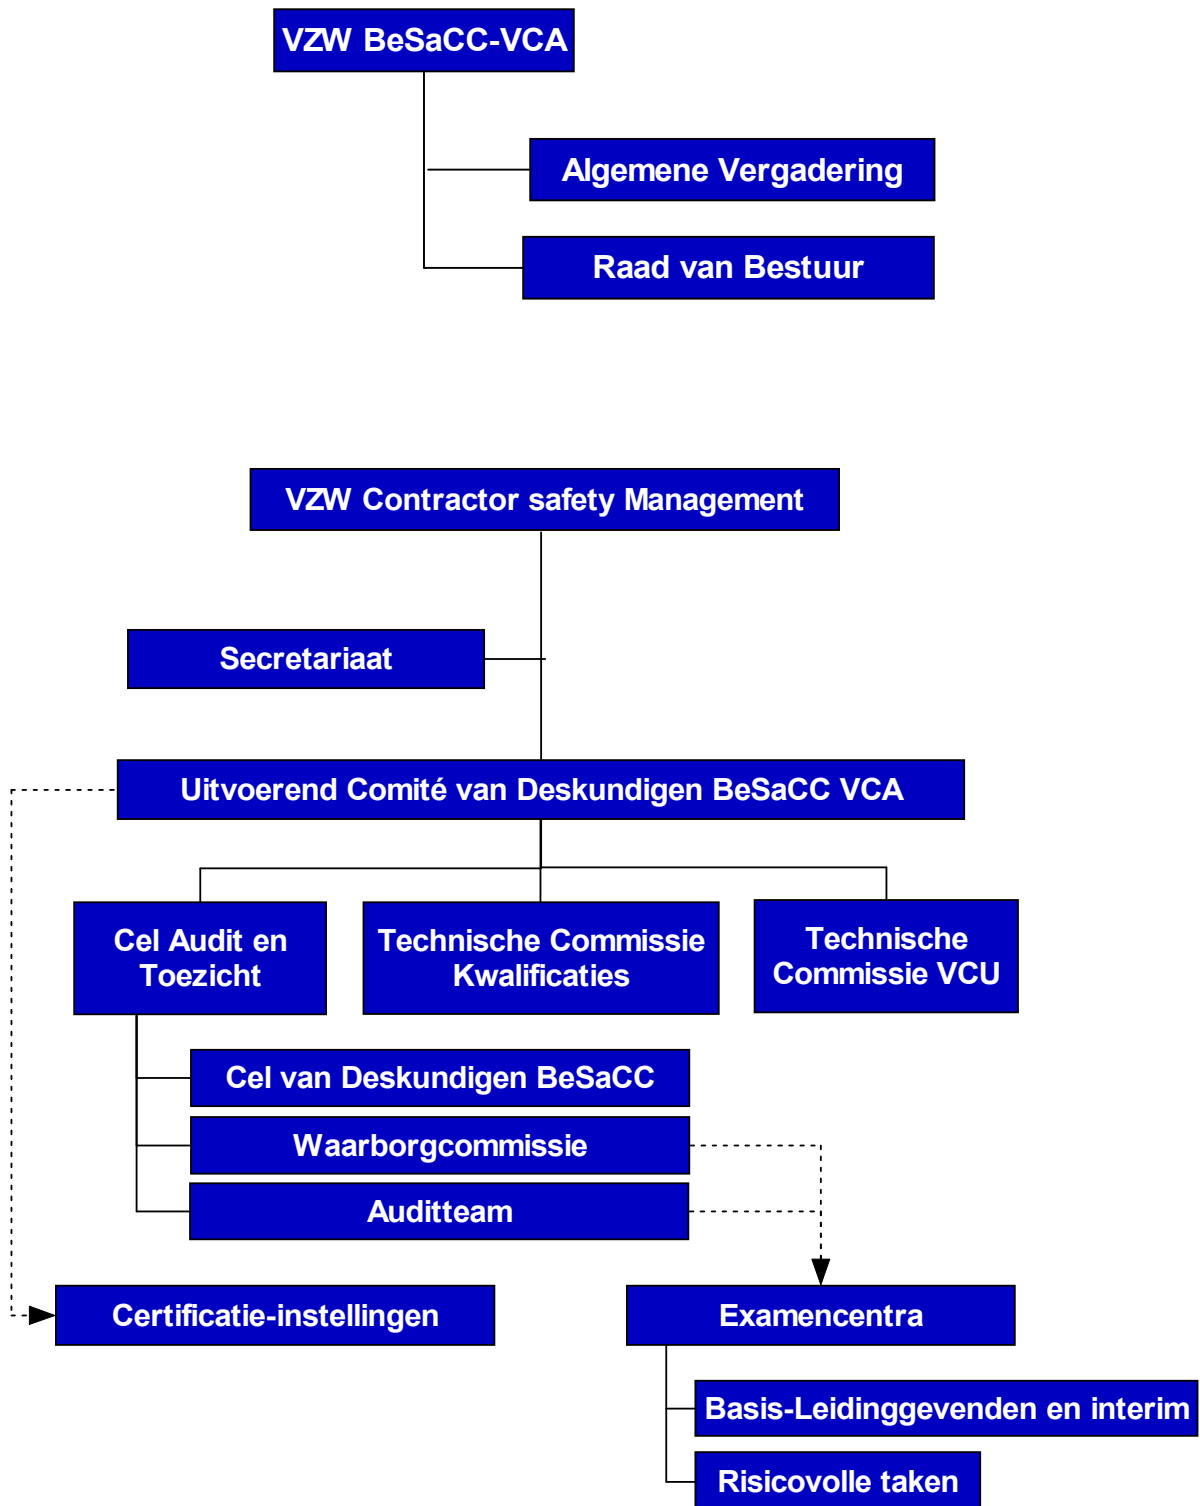 VZW BeSaCC-VCA
Algemene Vergadering
Raad van Bestuur
VZW Contractor safety Management
Secretariaat
Uitvoerend Comité van Deskundigen BeSaCC VCA
Cel Audit en
Toezicht
Technische Commissie
Kwalificaties
Technische
Commissie VCU
Cel van Deskundigen BeSaCC
Waarborgcommissie
Auditteam
Certificatie-instellingen
Examencentra
Basis-Leidinggevenden en interim
Risicovolle taken